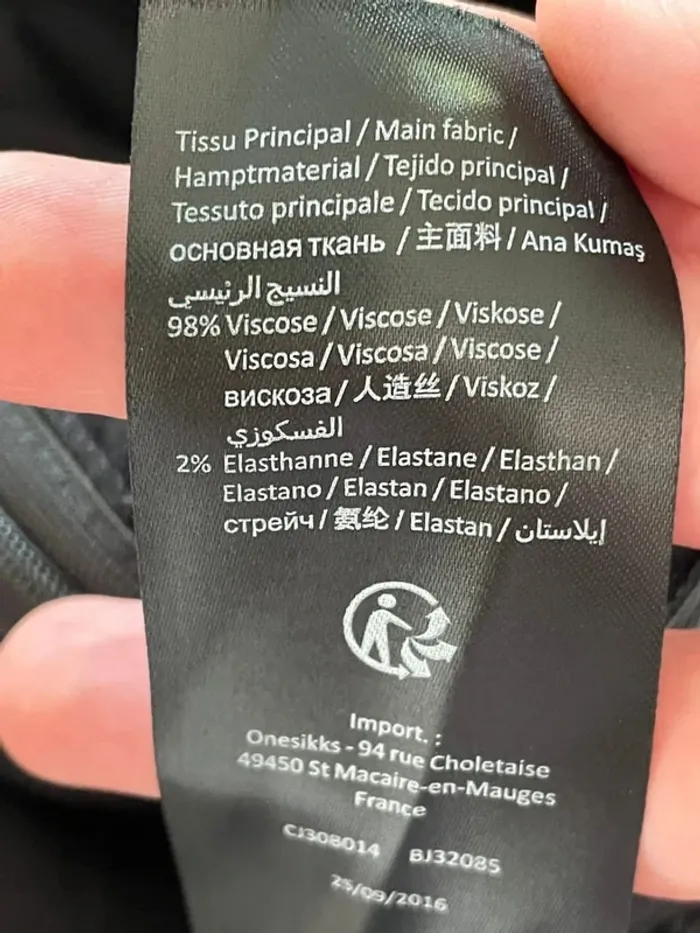 Tissu Principal / Main fabric /
Hamptmaterial / Tejido principal /
Tessuto principale / Tecido principal /
основная ткань / 主面料 / Ana Kumaş
النسيج الرئيسي
98% Viscose / Viscose / Viskose /
Viscosa / Viscosa / Viscose /
вискоза / 人造丝 / Viskoz /
الفسكوزي
2% Elasthanne / Elastane / Elasthan /
Elastano / Elastan / Elastano /
стрейч / 氨纶 / Elastan / إيلاستان
Import. :
Onesikks - 94 rue Choletaise
49450 St Macaire-en-Mauges
France
CJ308014 BJ32085
25/09/2016